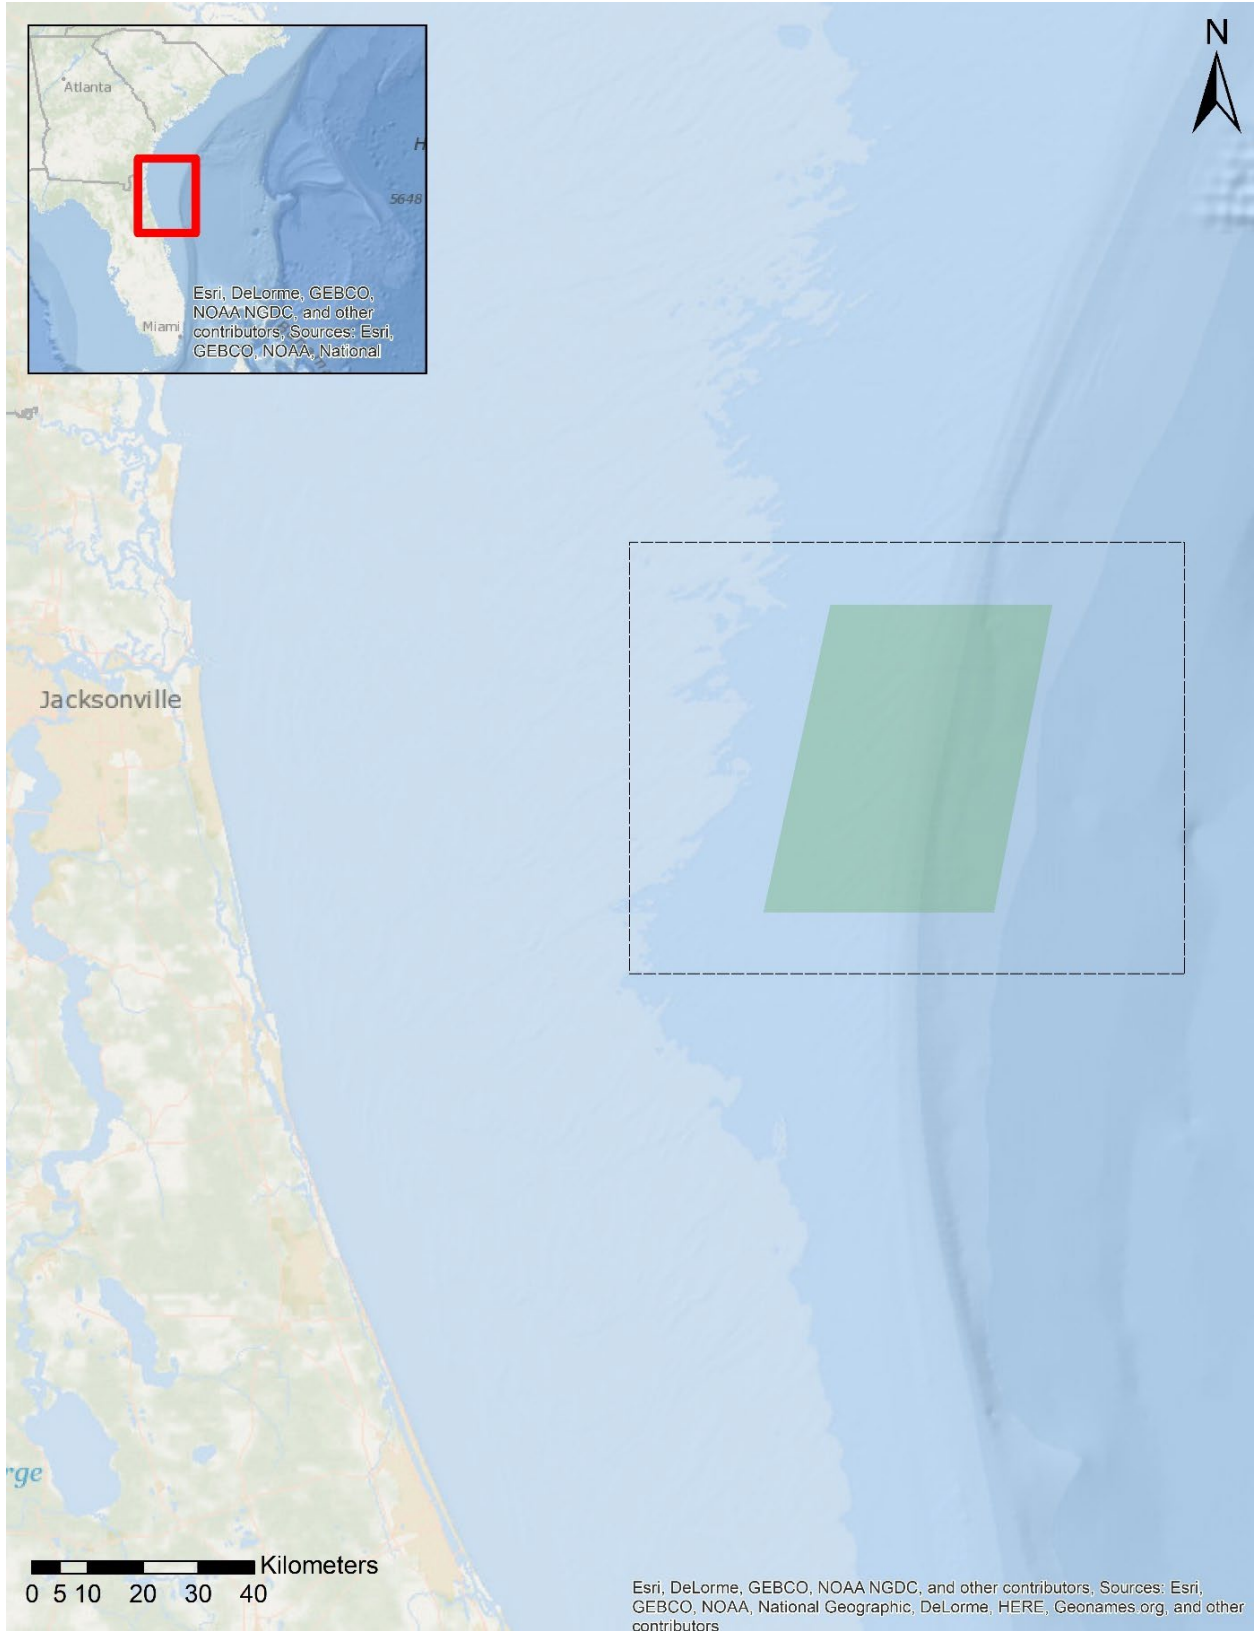 N
Atlanta
H
5648
Esri, DeLorme, GEBCO,
NOAA NGDC, and other
contributors, Sources: Esri,
GEBCO, NOAA, National
Miami
Jacksonville
rge
Kilometers
0 5 10 20 30 40
Esri, DeLorme, GEBCO, NOAA NGDC, and other contributors, Sources: Esri,
GEBCO, NOAA, National Geographic, DeLorme, HERE, Geonames.org, and other
contributors